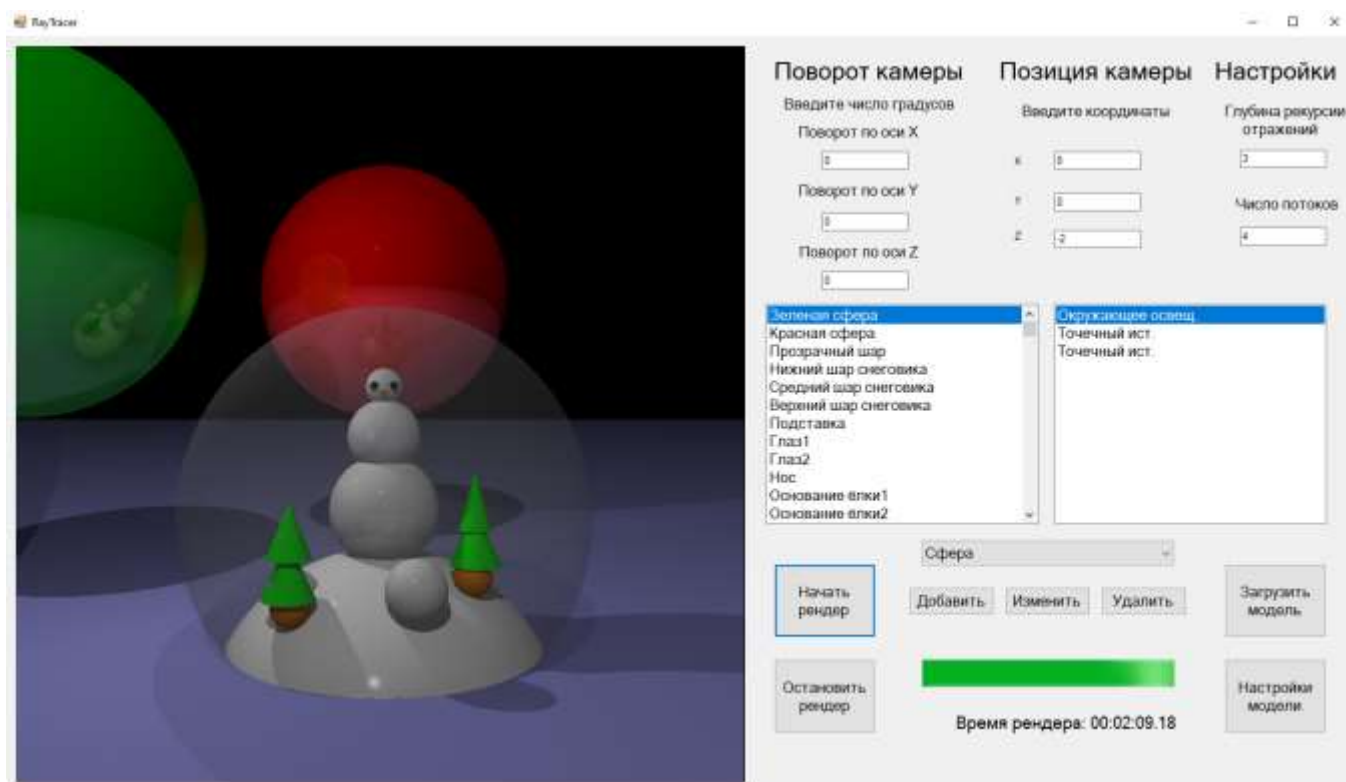 RayTracer
Поворот камеры
Позиция камеры
Настройки
Введите число градусов
Введите координаты
Глубина рекурсии
отражений
Поворот по оси X
0
X
0
3
Поворот по оси Y
0
Y
0
Число потоков
Z
-2
4
Поворот по оси Z
0
Зеленая сфера
Красная сфера
Прозрачный шар
Нижний шар снеговика
Средний шар снеговика
Верхний шар снеговика
Подставка
Глаз1
Глаз2
Нос
Основание ёлки1
Основание ёлки2
Окружающее освещ.
Точечный ист.
Точечный ист.
Сфера
Начать
рендер
Добавить
Изменить
Удалить
Загрузить
модель
Остановить
рендер
Настройки
модели
Время рендера: 00:02:09.18